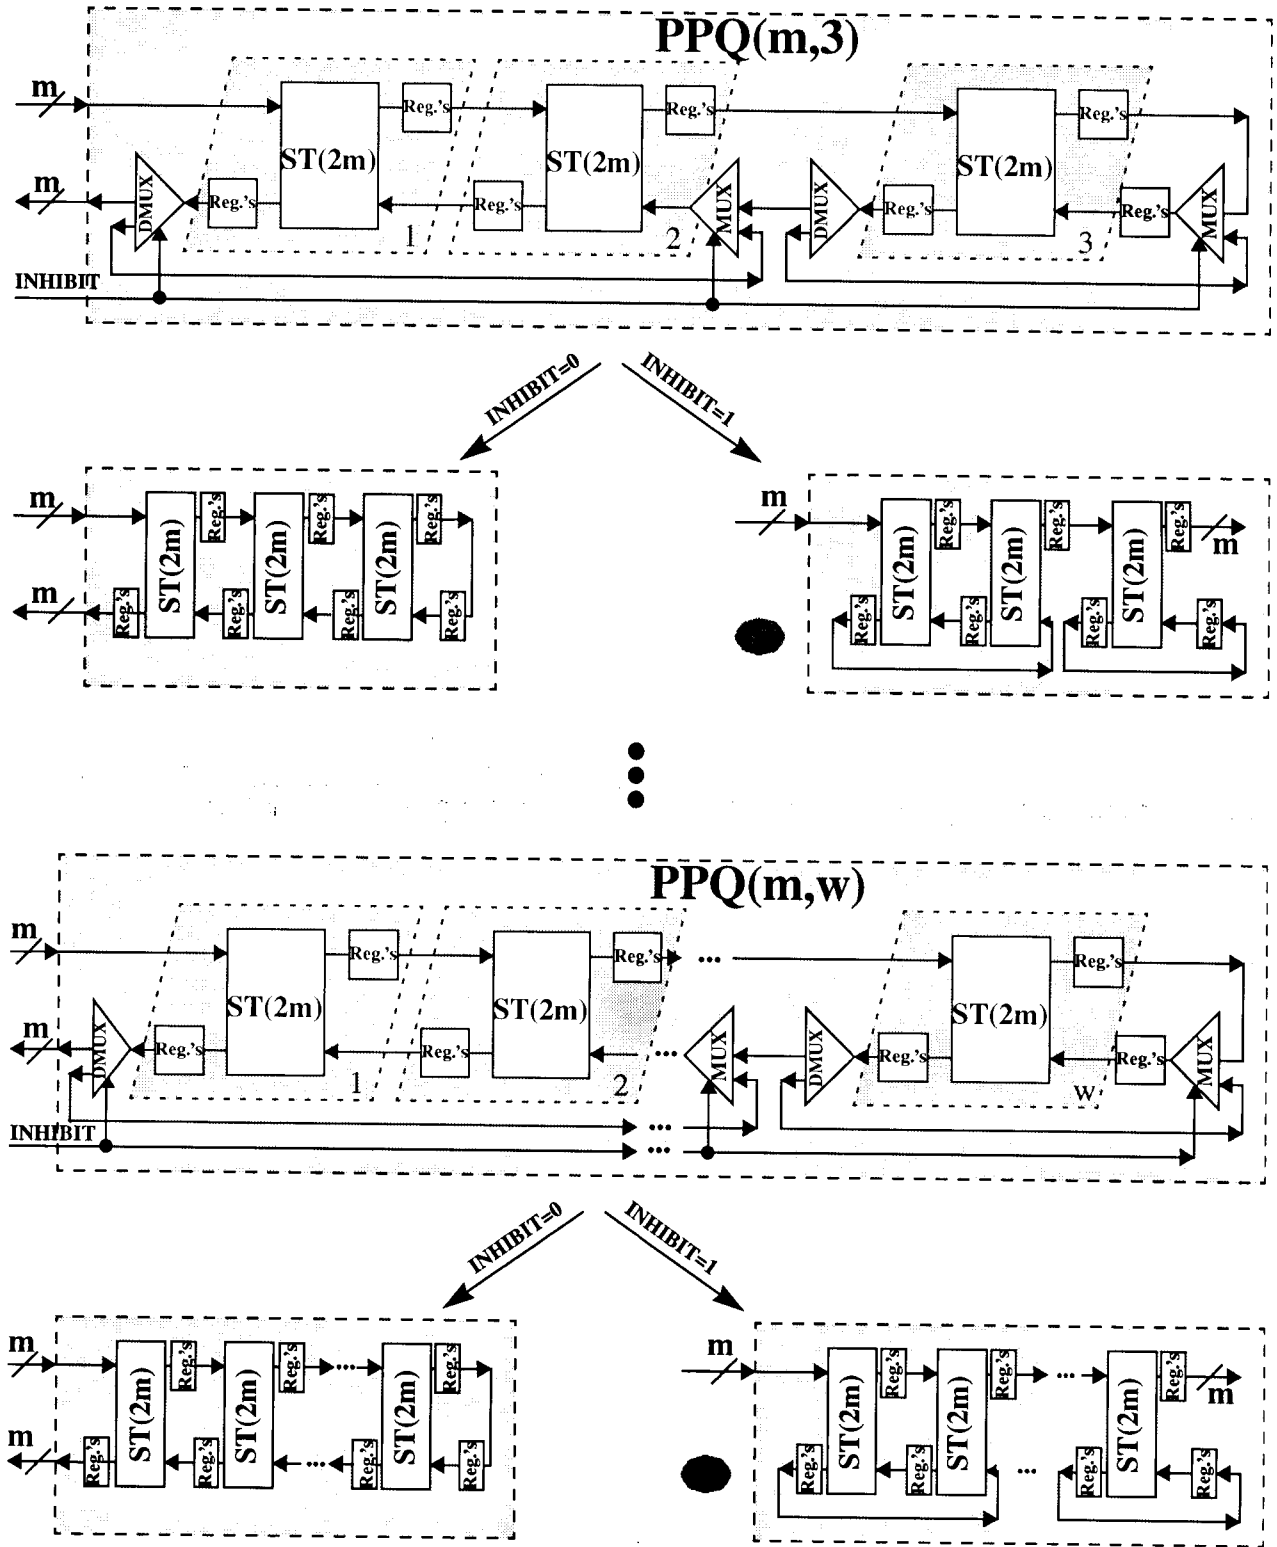 PPQ(m,3)
m
Reg.'s
Reg.'s
Reg.'s
ST(2m)
ST(2m)
ST(2m)
m
DMUX
Reg.'s
Reg.'s
MUX
DMUX
Reg.'s
Reg.'s
MUX
1
2
3
INHIBIT
INHIBIT=0
INHIBIT=1
m
ST(2m)
Reg.'s
ST(2m)
Reg.'s
ST(2m)
Reg.'s
m
Reg.'s
Reg.'s
Reg.'s
Reg.'s
m
ST(2m)
Reg.'s
ST(2m)
Reg.'s
ST(2m)
Reg.'s
m
Reg.'s
Reg.'s
Reg.'s
Reg.'s
PPQ(m,w)
m
Reg.'s
Reg.'s
...
Reg.'s
ST(2m)
ST(2m)
ST(2m)
m
DMUX
Reg.'s
Reg.'s
...
MUX
DMUX
Reg.'s
Reg.'s
MUX
1
2
w
...
INHIBIT
...
INHIBIT=0
INHIBIT=1
m
ST(2m)
Reg.'s
ST(2m)
Reg.'s
...
ST(2m)
Reg.'s
m
Reg.'s
Reg.'s
...
Reg.'s
Reg.'s
m
ST(2m)
Reg.'s
ST(2m)
Reg.'s
...
ST(2m)
Reg.'s
m
Reg.'s
Reg.'s
...
Reg.'s
Reg.'s